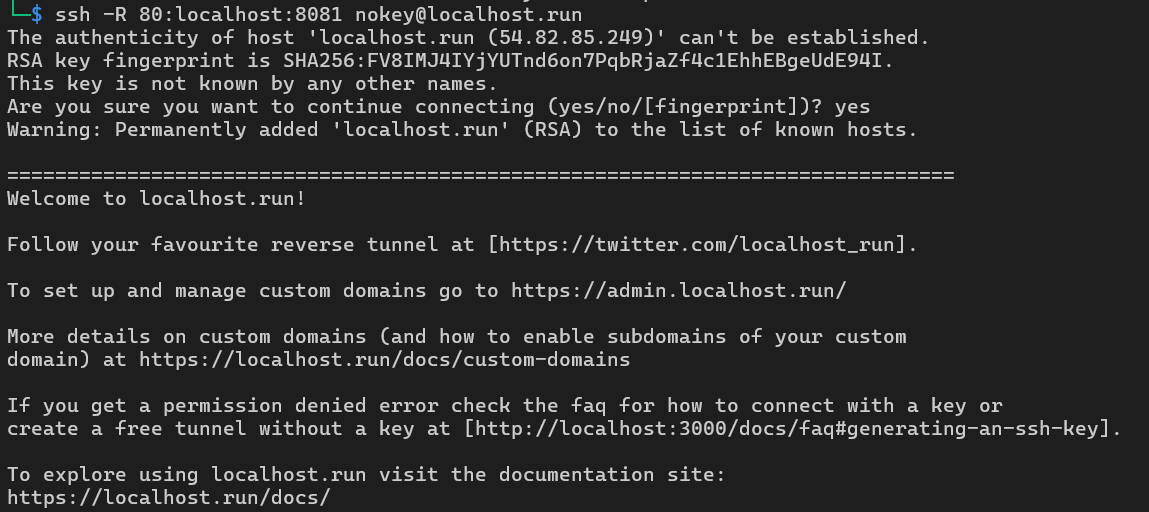 └─$ ssh -R 80:localhost:8081 nokey@localhost.run
The authenticity of host 'localhost.run (54.82.85.249)' can't be established.
RSA key fingerprint is SHA256:FV8IMJ4IYjYUTnd6on7PqbRjaZf4c1EhhEBgeUdE94I.
This key is not known by any other names.
Are you sure you want to continue connecting (yes/no/[fingerprint])? yes
Warning: Permanently added 'localhost.run' (RSA) to the list of known hosts.
===============================================================================
Welcome to localhost.run!
Follow your favourite reverse tunnel at [https://twitter.com/localhost_run].
To set up and manage custom domains go to https://admin.localhost.run/
More details on custom domains (and how to enable subdomains of your custom
domain) at https://localhost.run/docs/custom-domains
If you get a permission denied error check the faq for how to connect with a key or
create a free tunnel without a key at [http://localhost:3000/docs/faq#generating-an-ssh-key].
To explore using localhost.run visit the documentation site:
https://localhost.run/docs/